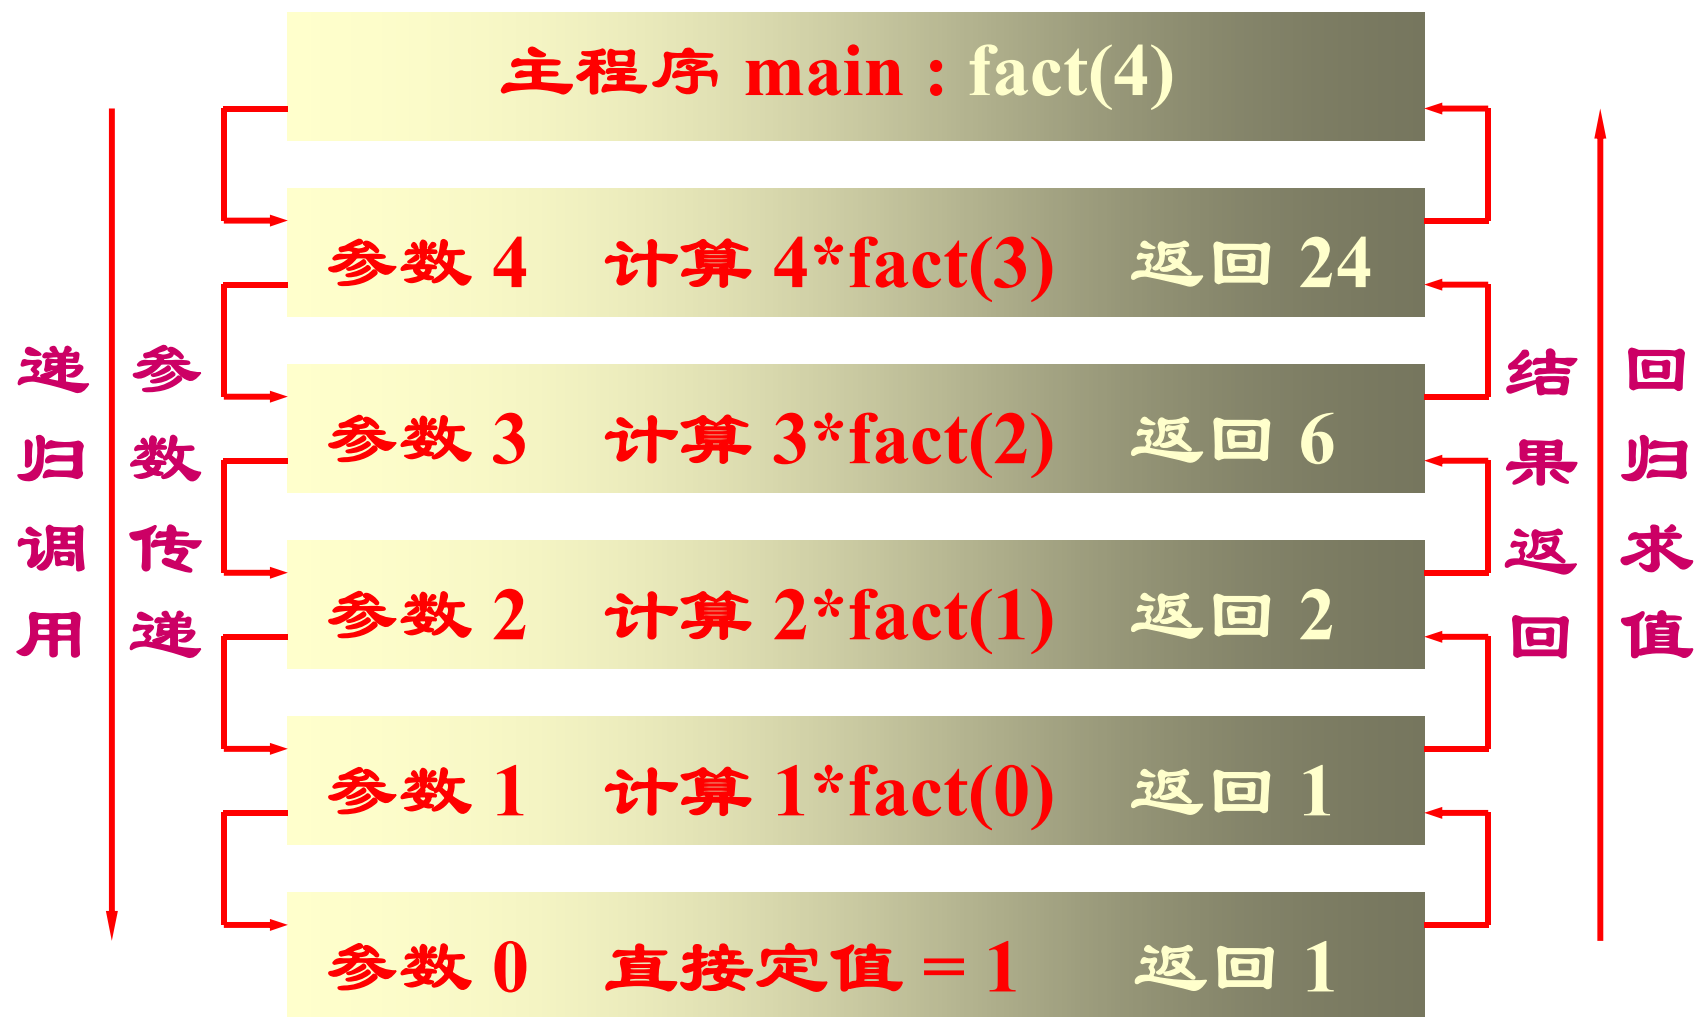 主程序 main : fact(4)
参数 4 计算 4*fact(3) 返回 24
参数 3 计算 3*fact(2) 返回 6
参数 2 计算 2*fact(1) 返回 2
参数 1 计算 1*fact(0) 返回 1
参数 0 直接定值 = 1 返回 1
递归调用
参数传递
结果返回
回归求值